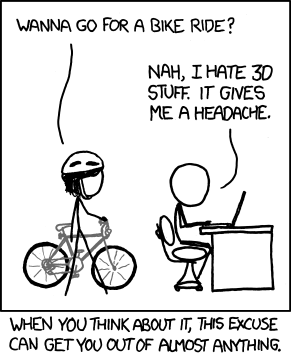 WANNA GO FOR A BIKE RIDE?
NAH, I HATE 3D
STUFF. IT GIVES
ME A HEADACHE.
WHEN YOU THINK ABOUT IT, THIS EXCUSE
CAN GET YOU OUT OF ALMOST ANYTHING.